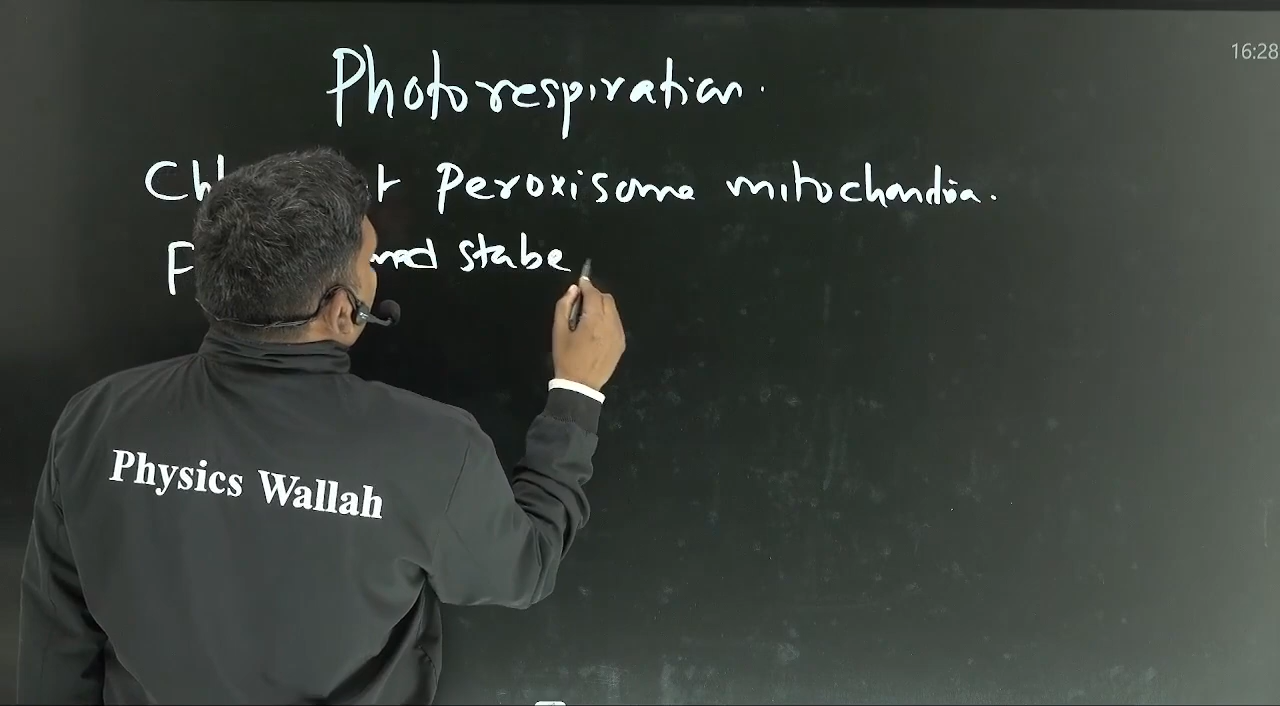 Photorespiration.
16:28
Peroxisome mitochondria.
stabe
Physics Wallah